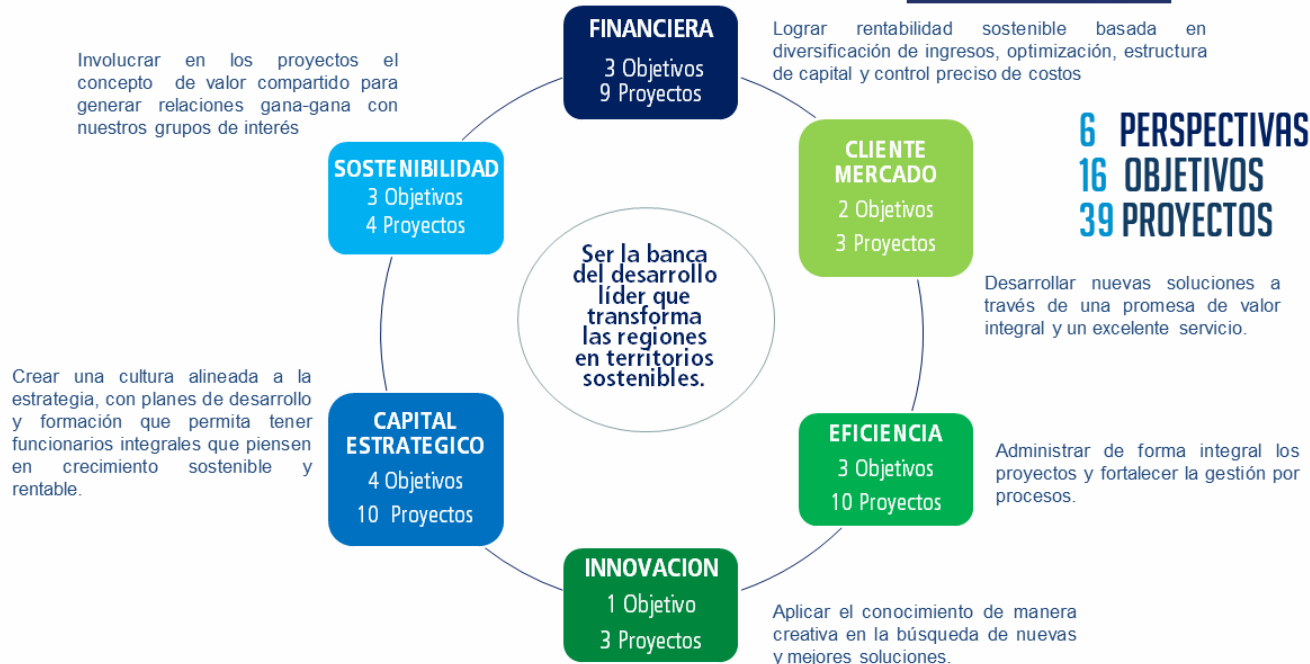 FINANCIERA
3 Objetivos
9 Proyectos
Lograr rentabilidad sostenible basada en
diversificación de ingresos, optimización, estructura
de capital y control preciso de costos
Involucrar en los proyectos el
concepto de valor compartido para
generar relaciones gana-gana con
nuestros grupos de interés
6 PERSPECTIVAS
16 OBJETIVOS
39 PROYECTOS
CLIENTE
MERCADO
2 Objetivos
3 Proyectos
SOSTENIBILIDAD
3 Objetivos
4 Proyectos
Ser la banca
del desarrollo
líder que
transforma
las regiones
en territorios
sostenibles.
Desarrollar nuevas soluciones a
través de una promesa de valor
integral y un excelente servicio.
Crear una cultura alineada a la
estrategia, con planes de desarrollo
y formación que permita tener
funcionarios integrales que piensen
en crecimiento sostenible y
rentable.
CAPITAL
ESTRATEGICO
4 Objetivos
10 Proyectos
EFICIENCIA
3 Objetivos
10 Proyectos
Administrar de forma integral los
proyectos y fortalecer la gestión por
procesos.
INNOVACION
1 Objetivo
3 Proyectos
Aplicar el conocimiento de manera
creativa en la búsqueda de nuevas
y mejores soluciones.